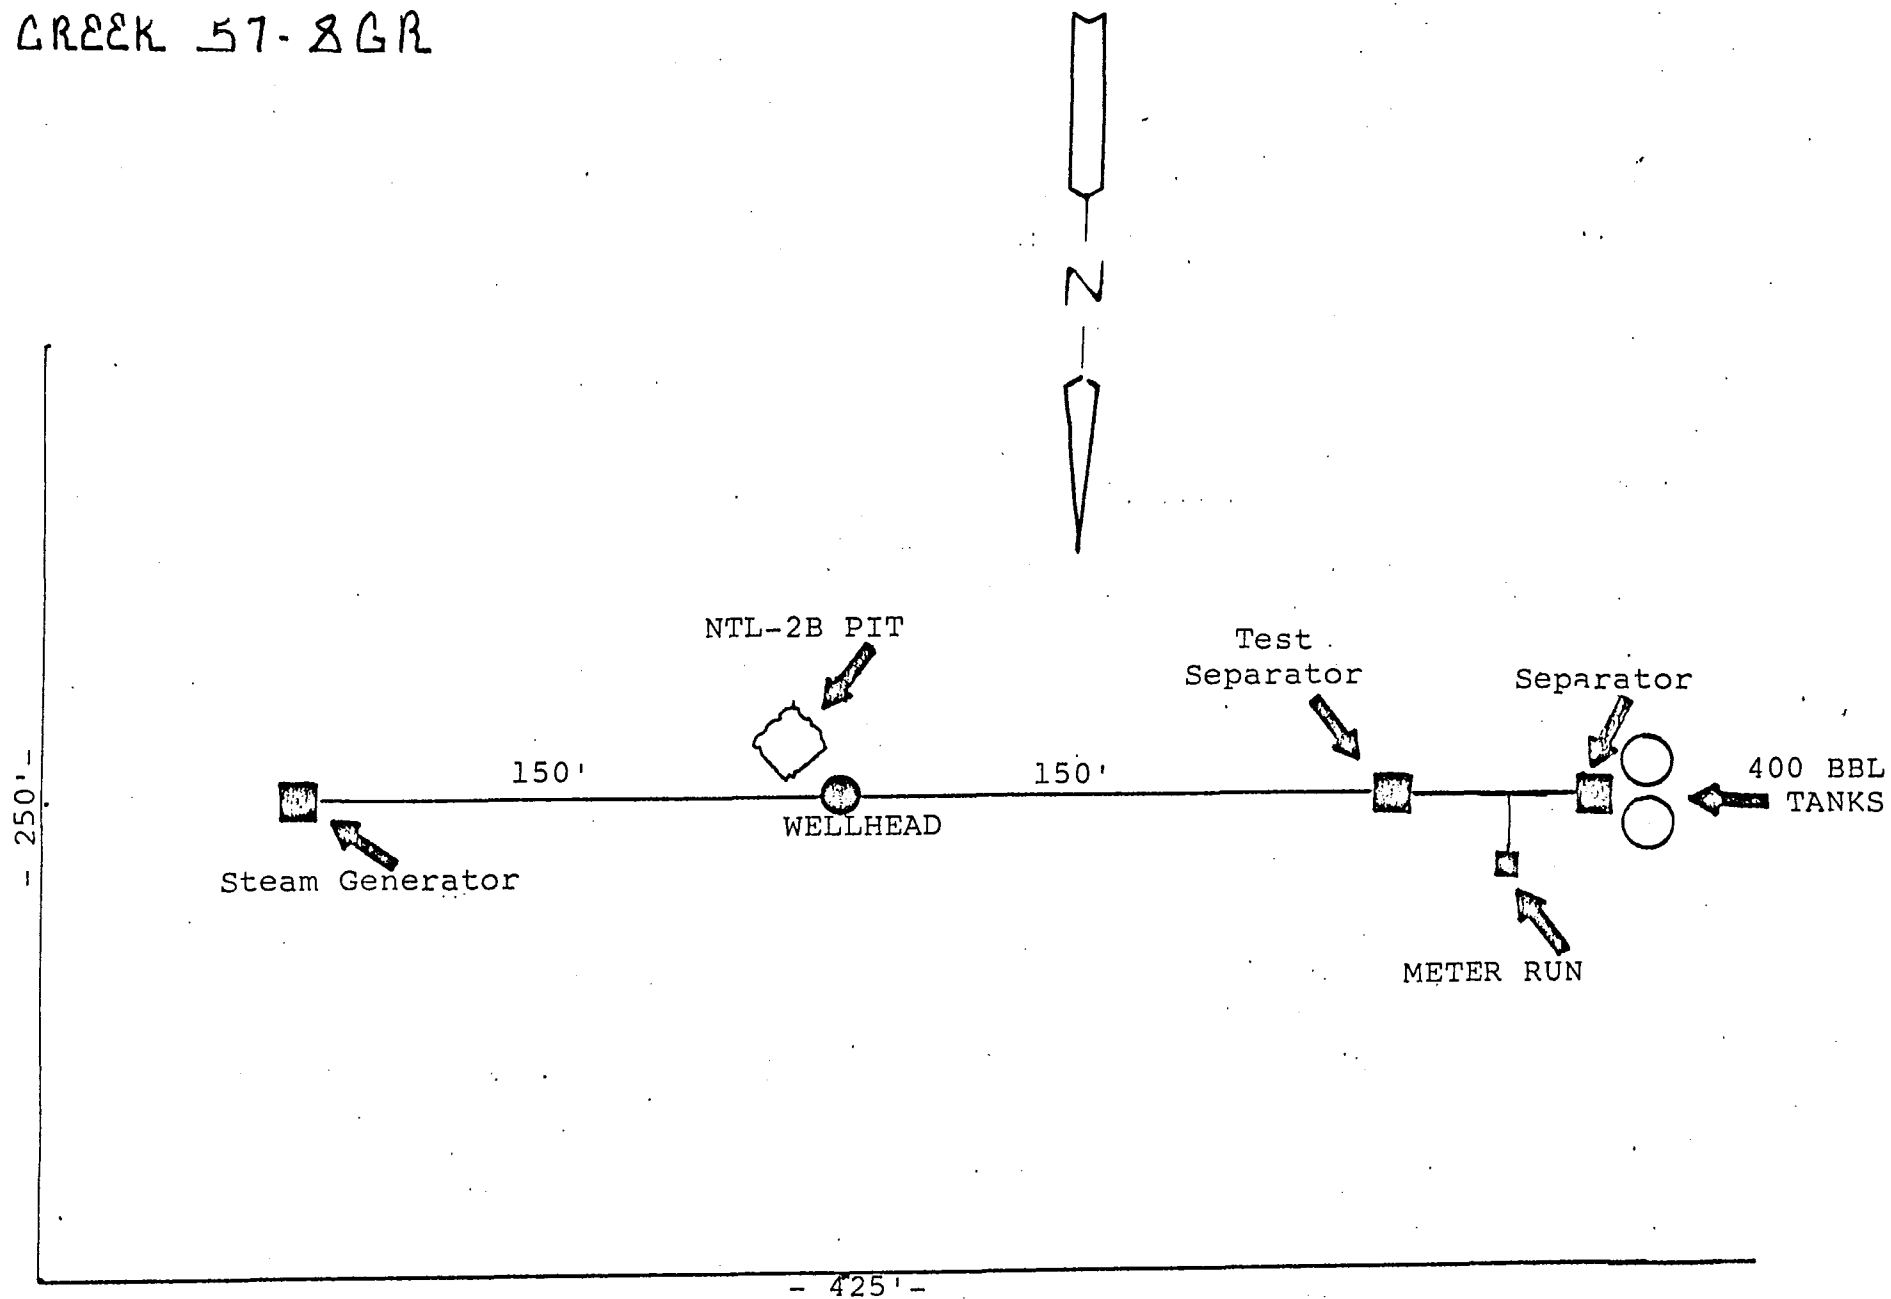 CREEK 57-8GR
N
NTL-2B PIT
Test
Separator
Separator
150'
150'
400 BBL
TANKS
WELLHEAD
- 250' -
Steam Generator
METER RUN
- 425' -